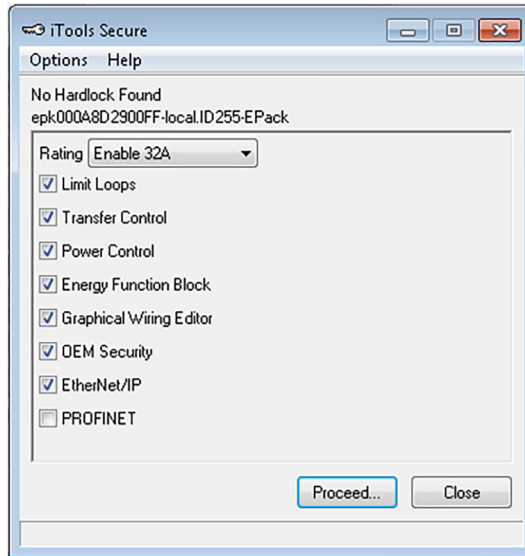 iTools Secure
Options Help
No Hardlock Found
epk000A8D2900FF-local.ID255-EPack
Rating Enable 32A
Limit Loops
Transfer Control
Power Control
Energy Function Block
Graphical Wiring Editor
OEM Security
EtherNet/IP
PROFINET
Proceed... Close